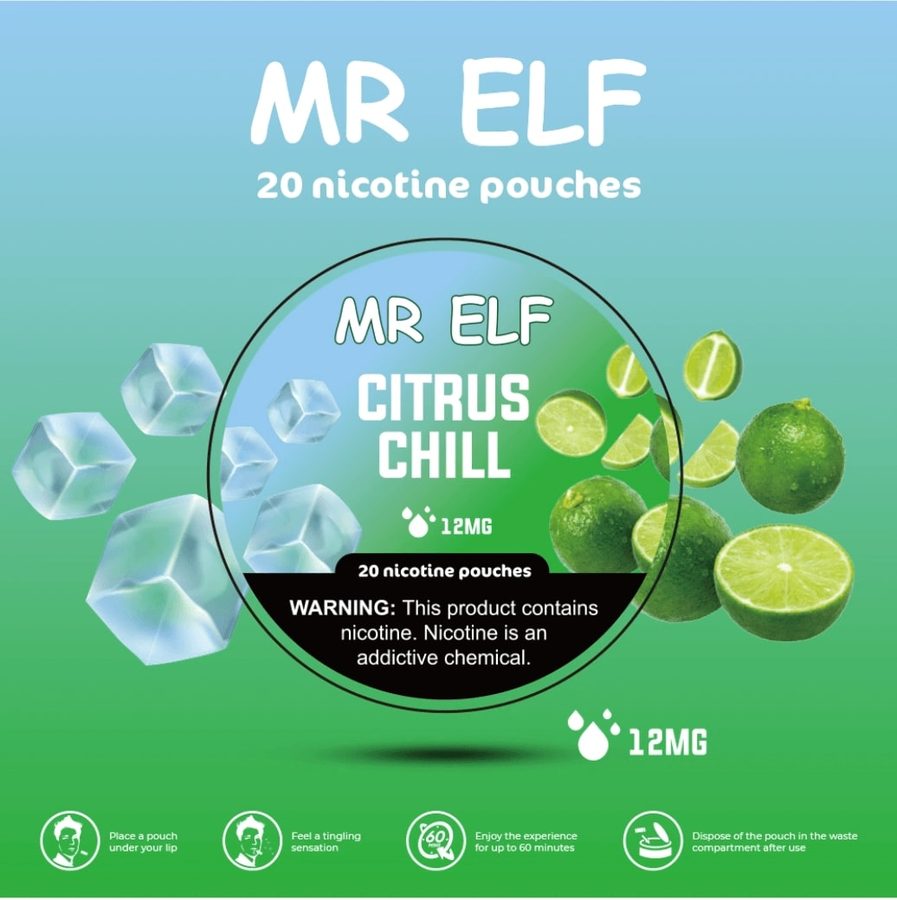 MR ELF
20 nicotine pouches
MR ELF
CITRUS
CHILL
12MG
20 nicotine pouches
WARNING: This product contains
nicotine. Nicotine is an
addictive chemical.
12MG
Place a pouch
under your lip
Feel a tingling
sensation
60
Enjoy the experience
for up to 60 minutes
Dispose of the pouch in the waste
compartment after use